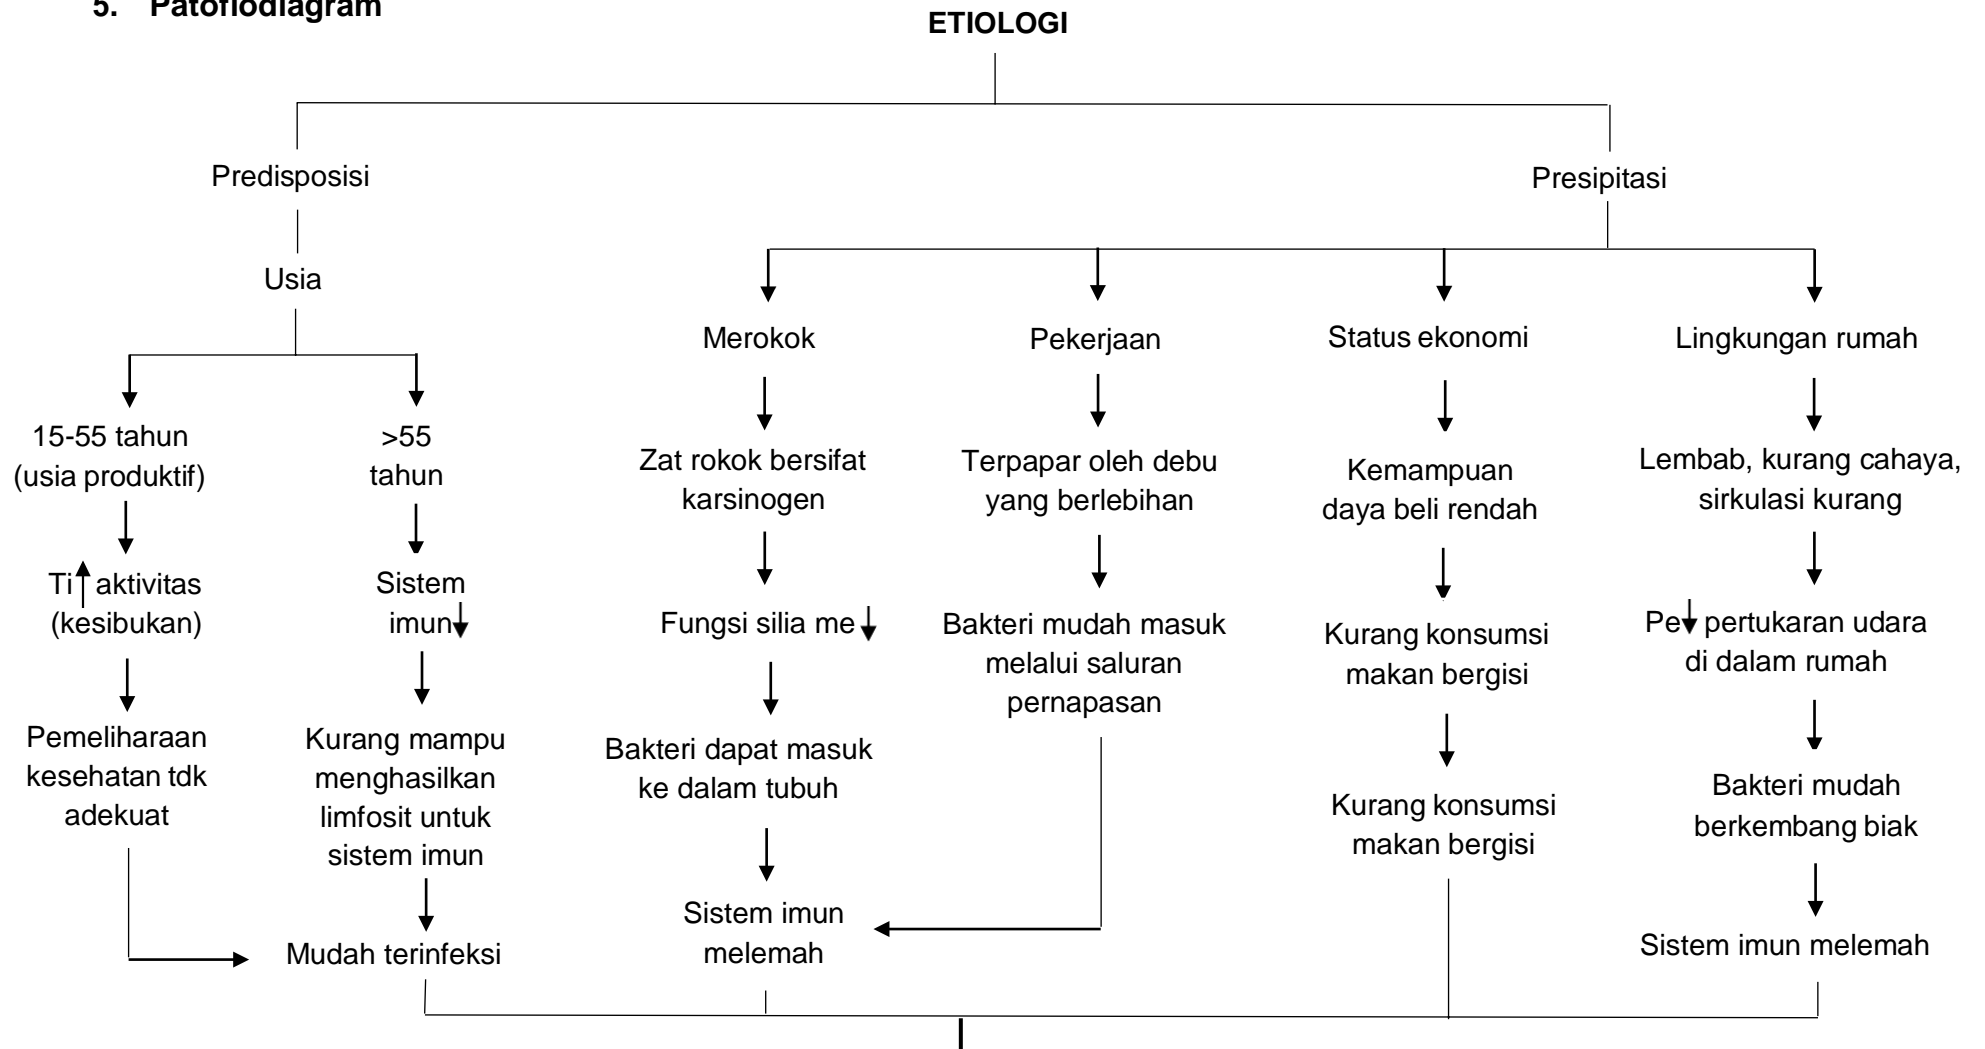 5. Patoflodiagram
ETIOLOGI
Predisposisi
Presipitasi
Usia
15-55 tahun
(usia produktif)
Ti aktivitas
(kesibukan)
Pemeliharaan
kesehatan tdk
adekuat
>55
tahun
Sistem
imun
Kurang mampu
menghasilkan
limfosit untuk
sistem imun
Mudah terinfeksi
Merokok
Zat rokok bersifat
karsinogen
Fungsi silia me
Bakteri dapat masuk
ke dalam tubuh
Sistem imun
melemah
Pekerjaan
Terpapar oleh debu
yang berlebihan
Bakteri mudah masuk
melalui saluran
pernapasan
Status ekonomi
Kemampuan
daya beli rendah
Kurang konsumsi
makan bergisi
Kurang konsumsi
makan bergisi
Lingkungan rumah
Lembab, kurang cahaya,
sirkulasi kurang
Pe pertukaran udara
di dalam rumah
Bakteri mudah
berkembang biak
Sistem imun melemah